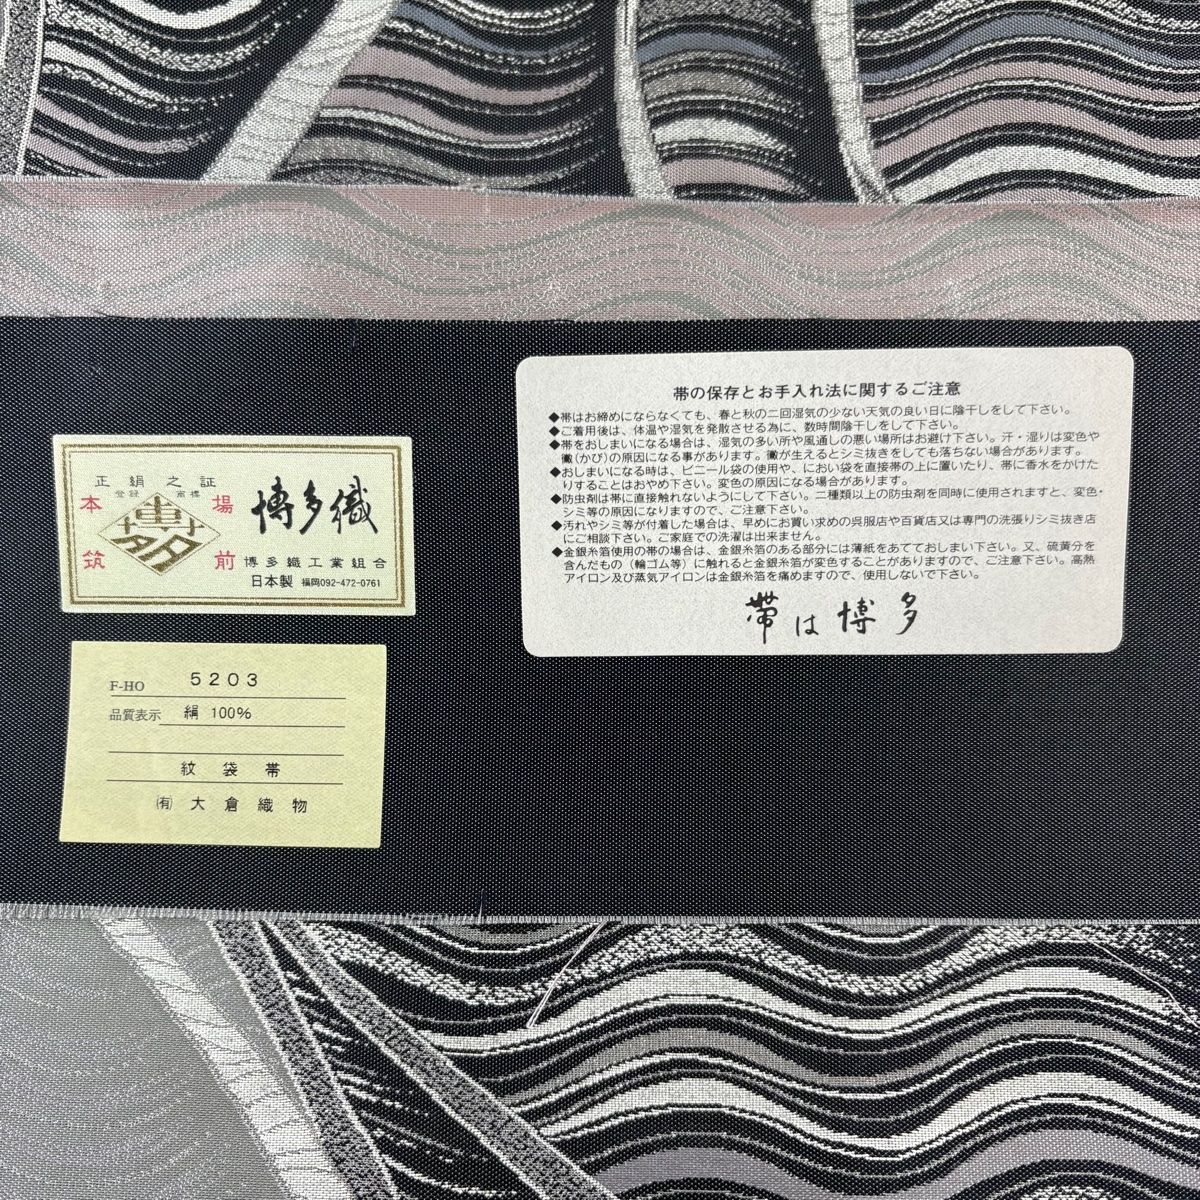 正絹之証
登録 商標
本場
筑前
博多
博多織
博多織工業組合
日本製 福岡092-472-0761
F-HO 5203
品質表示 絹 100%
紋袋帯
㈲大倉織物
帯の保存とお手入れ法に関するご注意
◆帯はお締めにならなくても、春と秋の二回湿気の少ない天気の良い日に陰干しをして下さい。
◆ご着用後は、体温や湿気を発散させる為に、数時間陰干しをして下さい。
◆帯をおしまいになる場合は、湿気の多い所や風通しの悪い場所はお避け下さい。汗・湿りは変色や
黴(かび)の原因になる事があります。黴が生えるとシミ抜きをしても落ちない場合があります。
◆おしまいになる時は、ビニール袋の使用や、におい袋を直接帯の上に置いたり、帯に香水をかけた
りすることはおやめ下さい。変色の原因になる場合があります。
◆防虫剤は帯に直接触れないようにして下さい。二種類以上の防虫剤を同時に使用されますと、変色・
シミ等の原因になりますので、ご注意下さい。
◆汚れやシミ等が付着した場合は、早めにお買い求めの呉服店や百貨店又は専門の洗張りシミ抜き店
にご相談下さい。ご家庭での洗濯は出来ません。
◆金銀糸箔使用の帯の場合は、金銀糸箔のある部分には薄紙をあてておしまい下さい。又、硫黄分を
含んだもの（輪ゴム等）に触れると金銀糸箔が変色することがありますので、ご注意下さい。高熱
アイロン及び蒸気アイロンは金銀糸箔を痛めますので、使用しないで下さい。
帯は博多